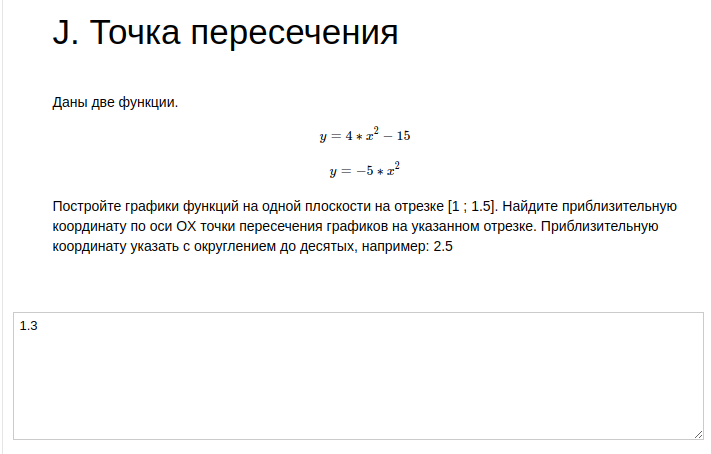 J. Точка пересечения
Даны две функции.
y = 4 ∗ x² − 15
y = −5 ∗ x²
Постройте графики функций на одной плоскости на отрезке [1 ; 1.5]. Найдите приблизительную
координату по оси OX точки пересечения графиков на указанном отрезке. Приблизительную
координату указать с округлением до десятых, например: 2.5
1.3